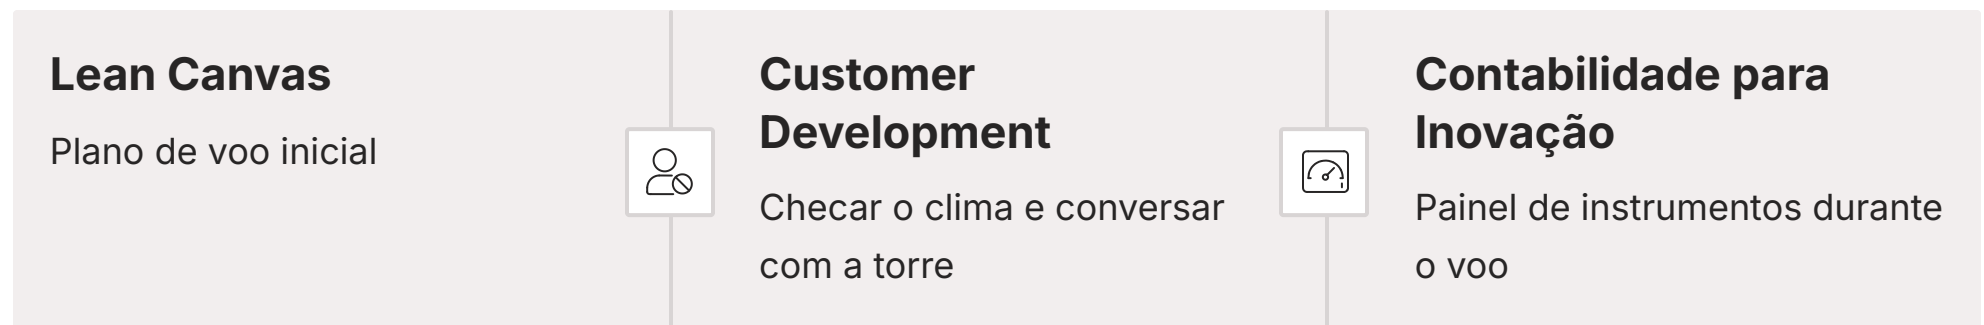 Lean Canvas
Plano de voo inicial
Customer
Development
Checar o clima e conversar
com a torre
Contabilidade para
Inovação
Painel de instrumentos durante
o voo